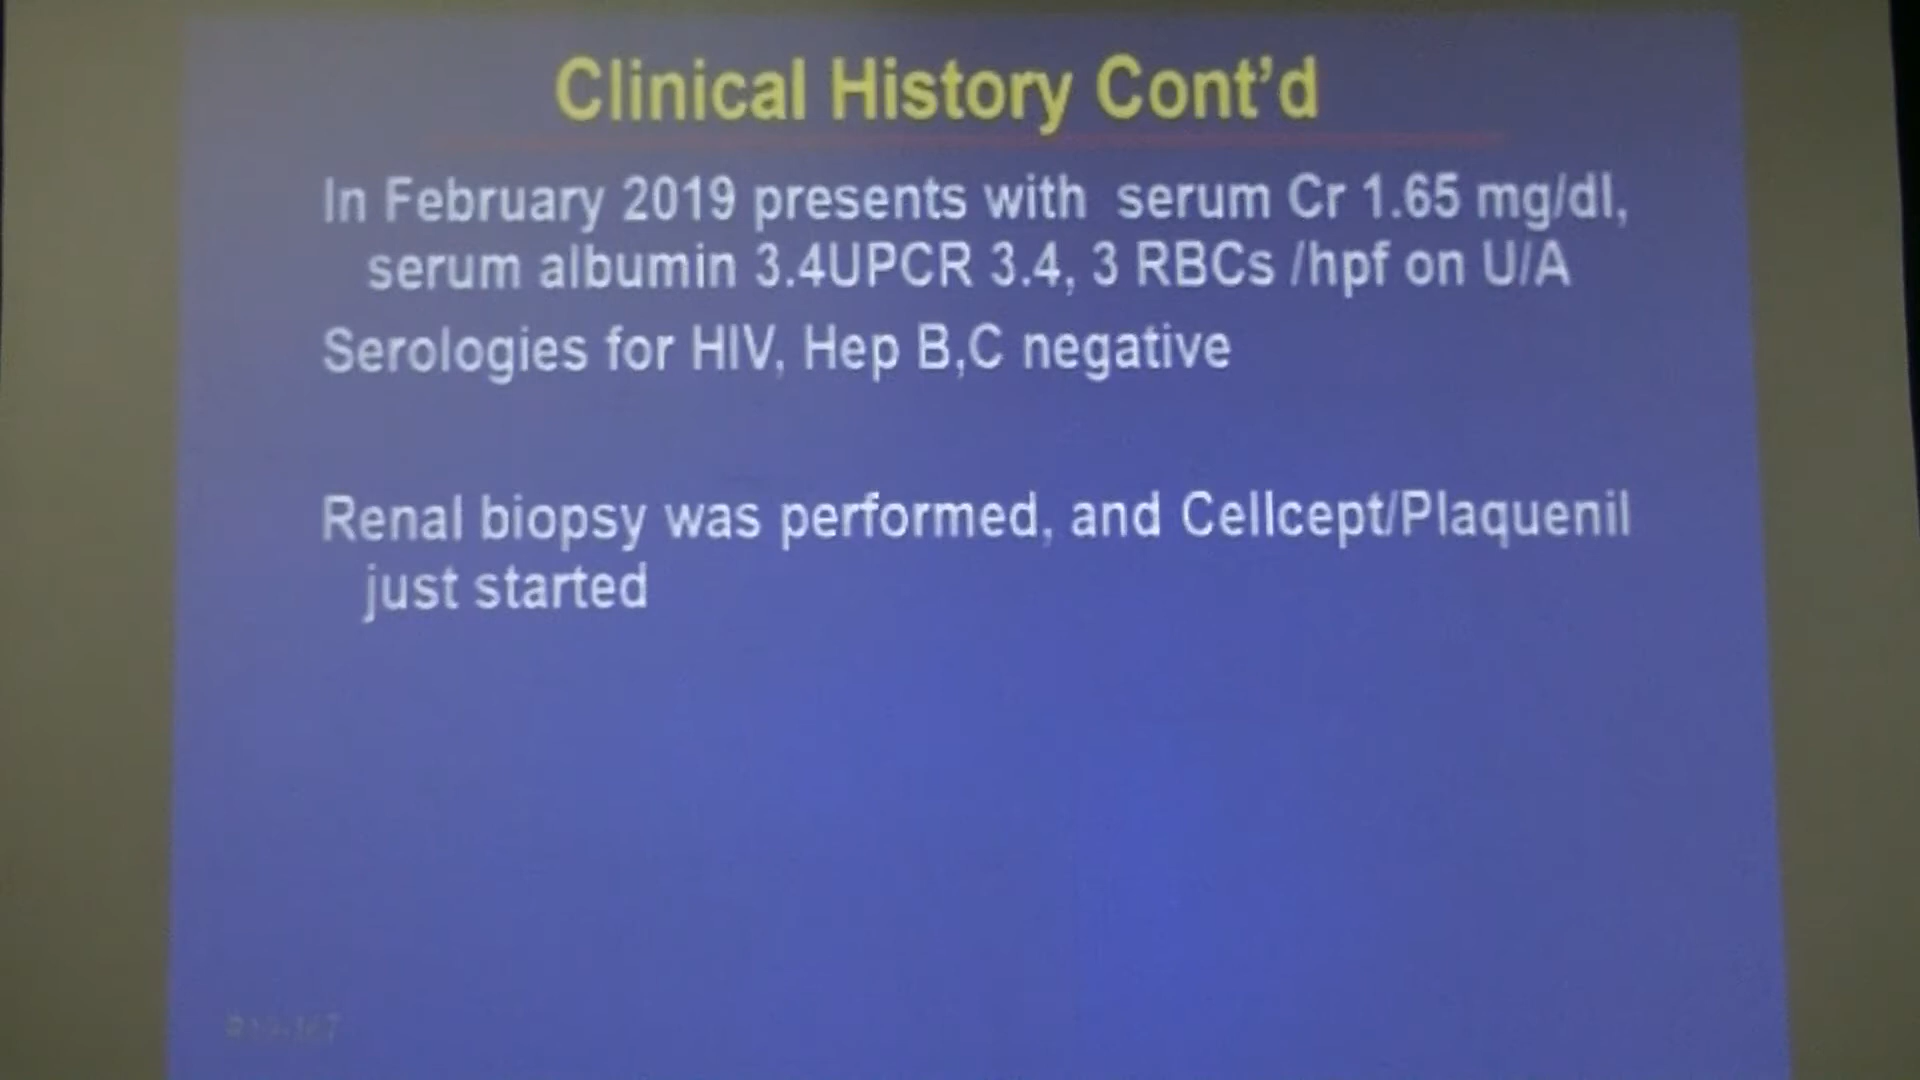 Clinical History Cont'd
In February 2019 presents with serum Cr 1.65 mg/dl,
serum albumin 3.4UPCR 3.4, 3 RBCs /hpf on U/A
Serologies for HIV, Hep B,C negative
Renal biopsy was performed, and Cellcept/Plaquenil
just started